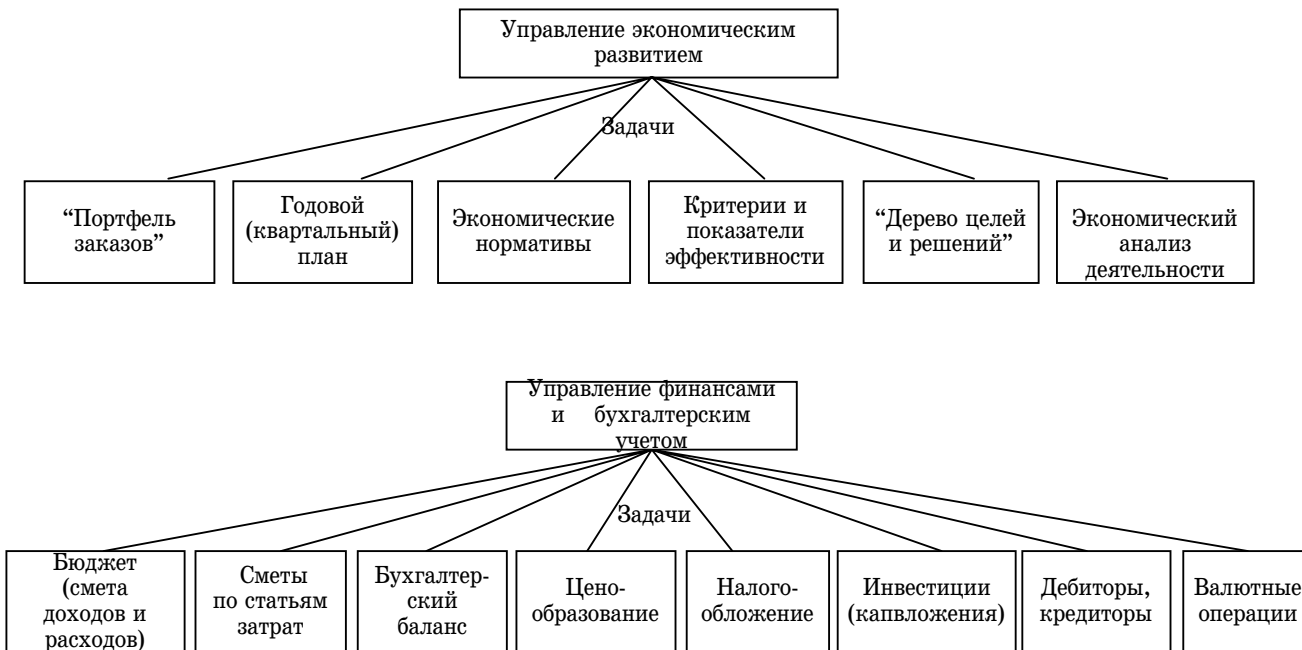 Управление экономическим
развитием
Задачи
“Портфель
заказов”
Годовой
(квартальный)
план
Экономические
нормативы
Критерии и
показатели
эффективности
“Дерево целей
и решений”
Экономический
анализ
деятельности
Управление финансами
и бухгалтерским
учетом
Задачи
Бюджет
(смета
доходов и
расходов)
Сметы
по статьям
затрат
Бухгалтер-
ский
баланс
Цено-
образование
Налого-
обложение
Инвестиции
(капвложения)
Дебиторы,
кредиторы
Валютные
операции